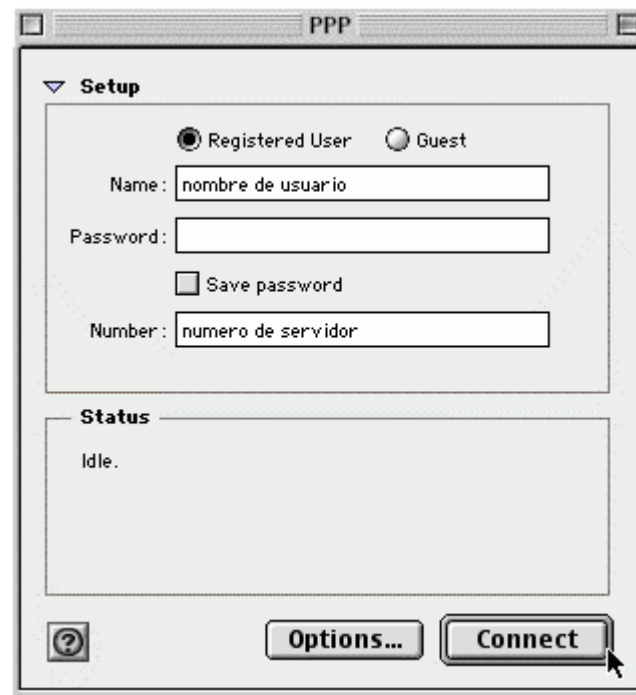 PPP
Setup
Registered User Guest
Name: nombre de usuario
Password:
Save password
Number: numero de servidor
Status
Idle.
? Options... Connect